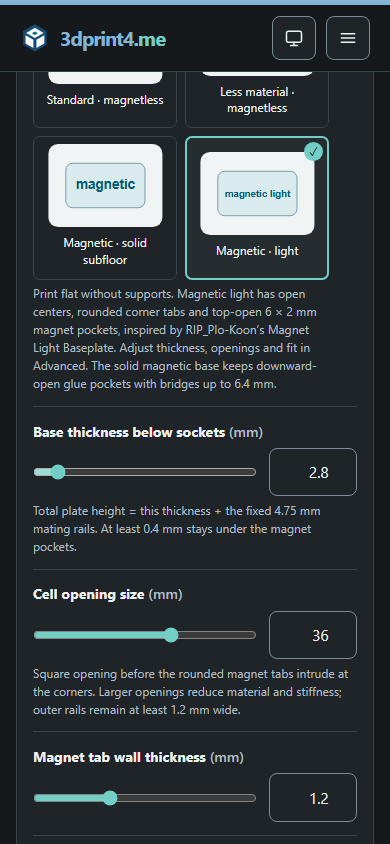 3dprint4.me
Standard · magnetless
Less material ·
magnetless
magnetic
magnetic light
Magnetic · solid
subfloor
Magnetic · light
Print flat without supports. Magnetic light has open
centers, rounded corner tabs and top-open 6 × 2 mm
magnet pockets, inspired by RIP_Plo-Koon's Magnet
Light Baseplate. Adjust thickness, openings and fit in
Advanced. The solid magnetic base keeps downward-
open glue pockets with bridges up to 6.4 mm.
Base thickness below sockets (mm)
2.8
Total plate height = this thickness + the fixed 4.75 mm
mating rails. At least 0.4 mm stays under the magnet
pockets.
Cell opening size (mm)
36
Square opening before the rounded magnet tabs intrude at
the corners. Larger openings reduce material and stiffness;
outer rails remain at least 1.2 mm wide.
Magnet tab wall thickness (mm)
1.2